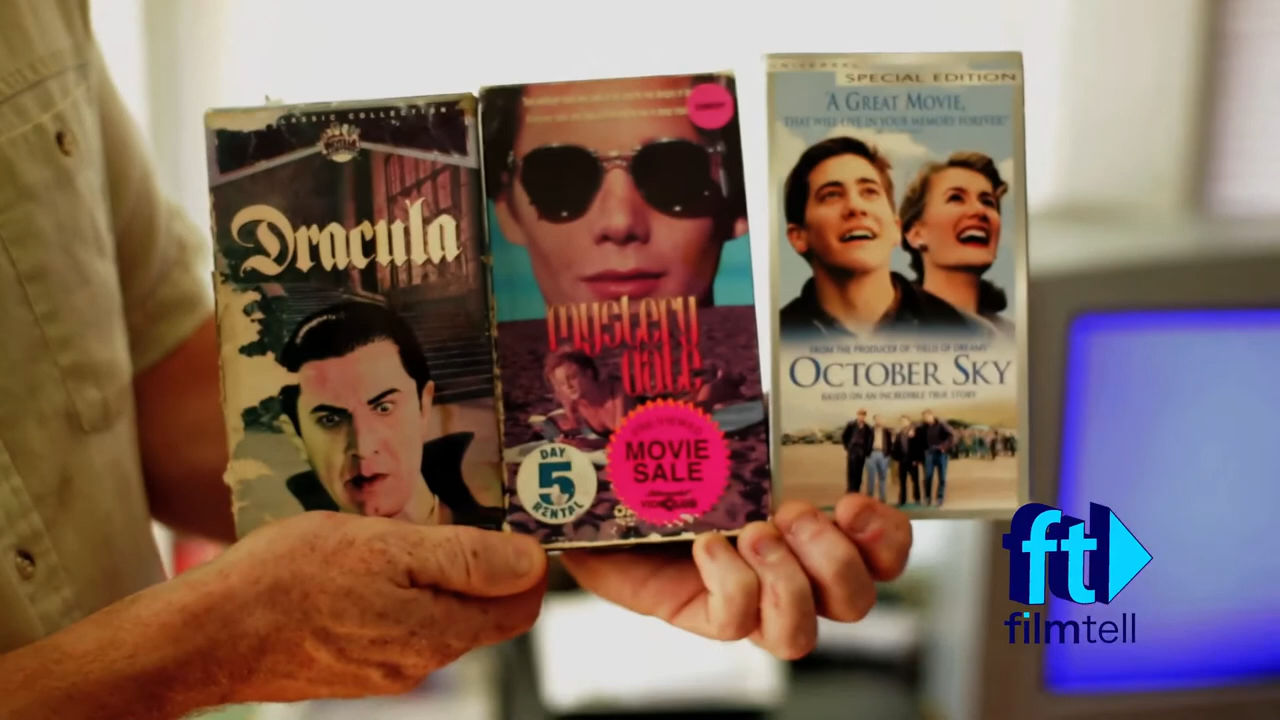 CLASSIC COLLECTION
Dracula
mystery
date
DAY
5
RENTAL
MOVIE
SALE
UNIVERSAL
SPECIAL EDITION
"A GREAT MOVIE,
THAT WILL LIVE IN YOUR MEMORY FOREVER."
FROM THE PRODUCER OF "FIELD OF DREAMS"
OCTOBER SKY
BASED ON AN INCREDIBLE TRUE STORY
ft
filmtell